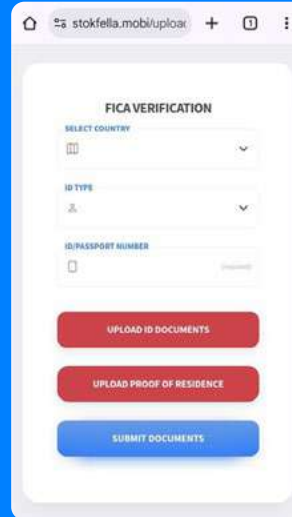 stokfella.mobi/uploac
1
FICA VERIFICATION
SELECT COUNTRY
ID TYPE
ID/PASSPORT NUMBER
(required)
UPLOAD ID DOCUMENTS
UPLOAD PROOF OF RESIDENCE
SUBMIT DOCUMENTS